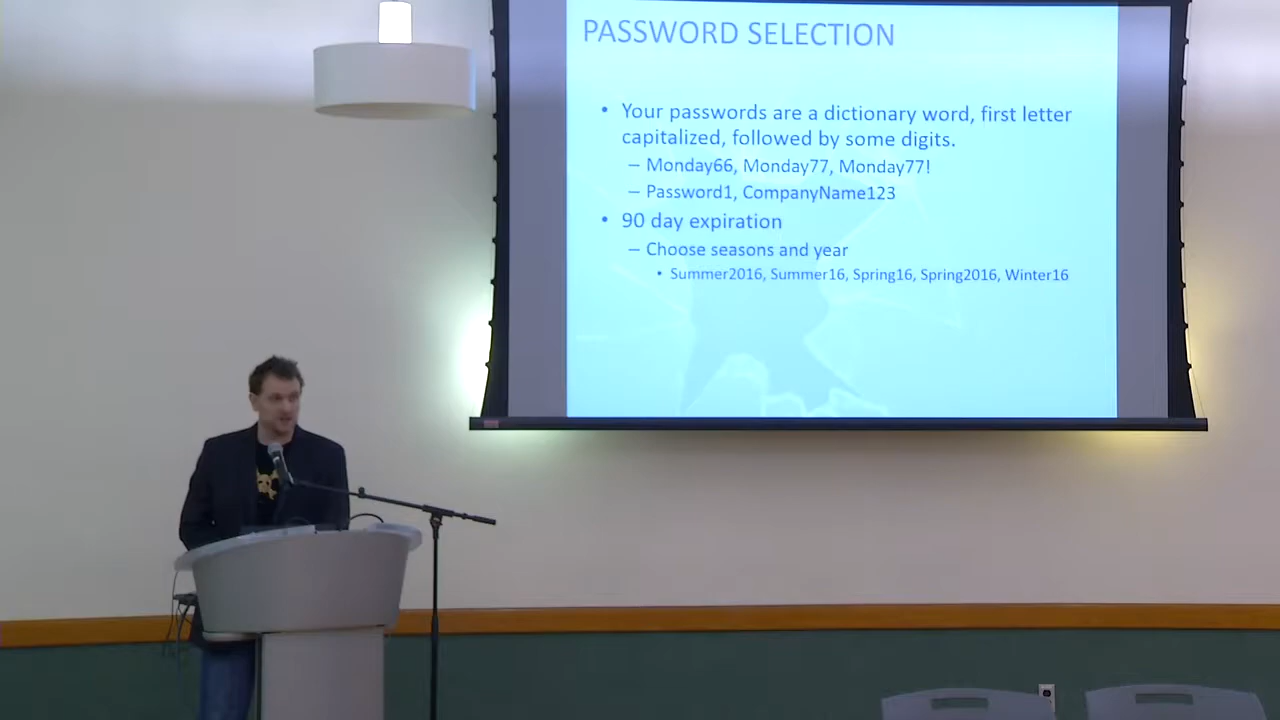 PASSWORD SELECTION
• Your passwords are a dictionary word, first letter
capitalized, followed by some digits.
– Monday66, Monday77, Monday77!
– Password1, CompanyName123
• 90 day expiration
– Choose seasons and year
• Summer2016, Summer16, Spring16, Spring2016, Winter16